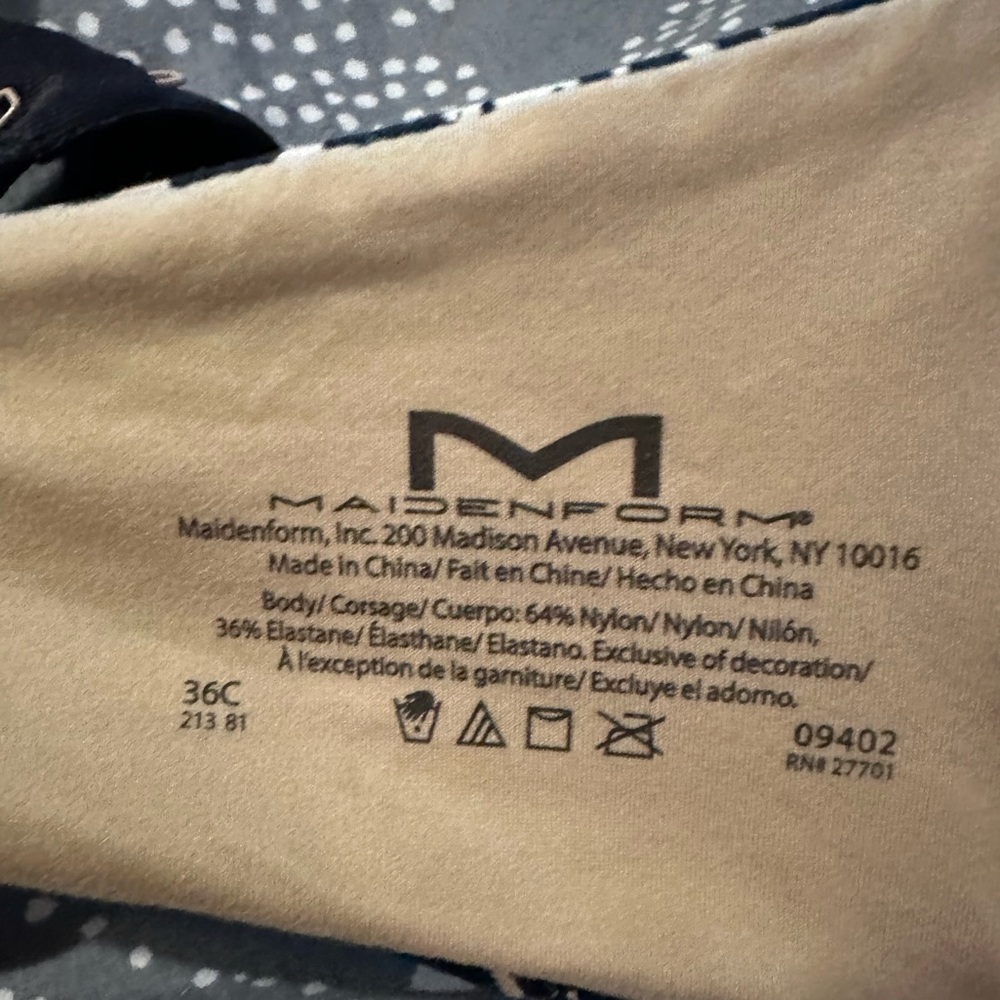 M
MAIDENFORM®
Maidenform, Inc. 200 Madison Avenue, New York, NY 10016
Made in China/ Fait en Chine/ Hecho en China
Body/ Corsage/ Cuerpo: 64% Nylon/ Nylon/ Nilón,
36% Elastane/ Élasthane/ Elastano. Exclusive of decoration/
À l'exception de la garniture/ Excluye el adorno.
36C
213 81
09402
RN# 27701